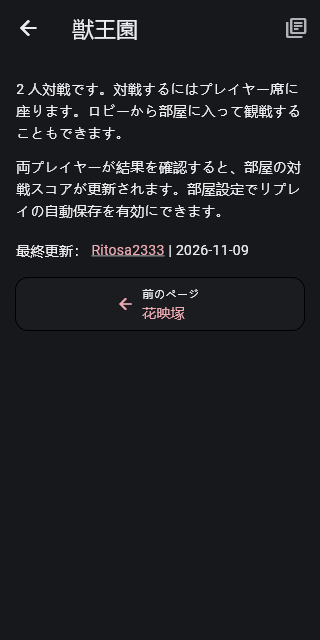 獣王園
2 人対戦です。対戦するにはプレイヤー席に
座ります。ロビーから部屋に入って観戦する
こともできます。
両プレイヤーが結果を確認すると、部屋の対
戦スコアが更新されます。部屋設定でリプレ
イの自動保存を有効にできます。
最終更新： Ritosa2333 | 2026-11-09
前のページ
花映塚